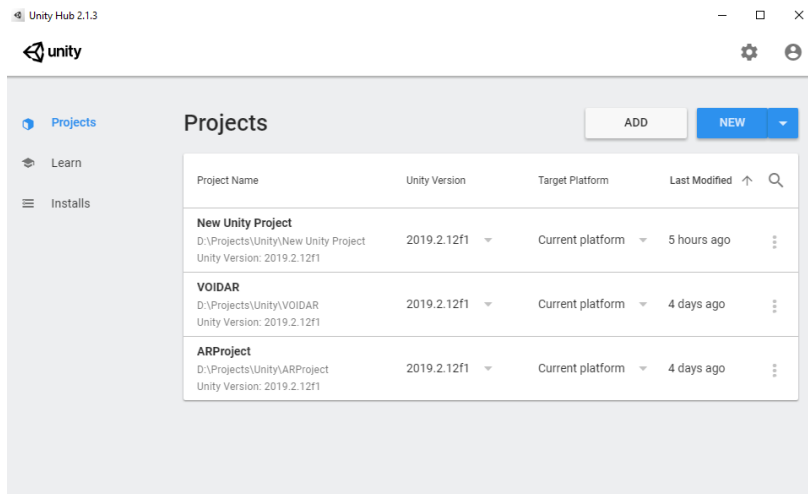 Unity Hub 2.1.3
unity
Projects
Learn
Installs
Projects
ADD
NEW
Project Name Unity Version Target Platform Last Modified
New Unity Project
D:\Projects\Unity\New Unity Project 2019.2.12f1 Current platform 5 hours ago
Unity Version: 2019.2.12f1
VOIDAR
D:\Projects\Unity\VOIDAR 2019.2.12f1 Current platform 4 days ago
Unity Version: 2019.2.12f1
ARProject
D:\Projects\Unity\ARProject 2019.2.12f1 Current platform 4 days ago
Unity Version: 2019.2.12f1